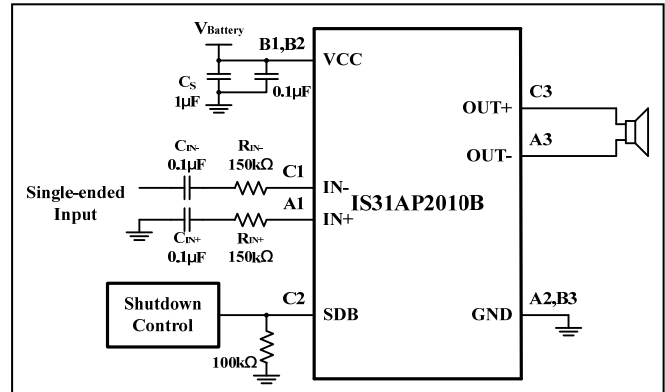 VBattery
B1,B2
VCC
CS
1μF
0.1μF
C3
OUT+
A3
OUT-
CIN-
0.1μF
RIN-
150kΩ
C1
IN-
Single-ended
Input
A1
IN+
IS31AP2010B
CIN+
0.1μF
RIN+
150kΩ
Shutdown
Control
C2
SDB
100kΩ
A2,B3
GND